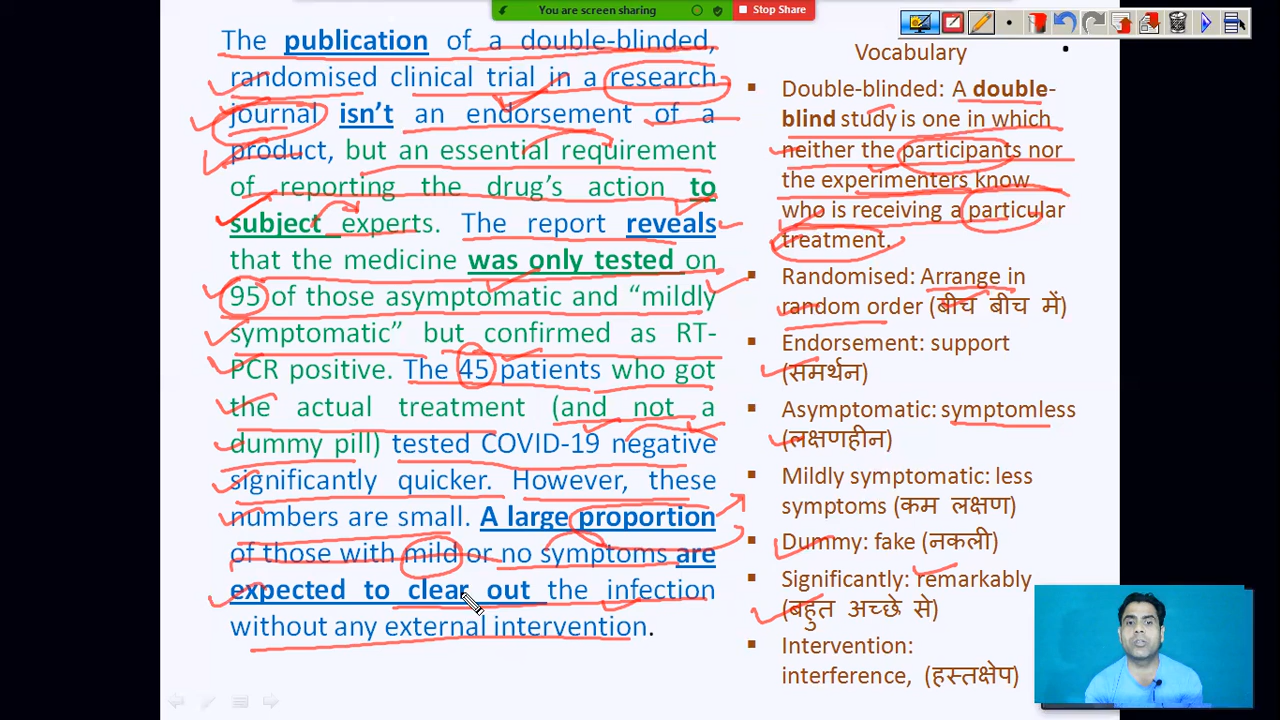 You are screen sharing
Stop Share
The publication of a double-blinded,
randomised clinical trial in a research
journal isn’t an endorsement of a
product, but an essential requirement
of reporting the drug’s action to
subject experts. The report reveals
that the medicine was only tested on
95 of those asymptomatic and “mildly
symptomatic” but confirmed as RT-
PCR positive. The 45 patients who got
the actual treatment (and not a
dummy pill) tested COVID-19 negative
significantly quicker. However, these
numbers are small. A large proportion
of those with mild or no symptoms are
expected to clear out the infection
without any external intervention.
Vocabulary
▪ Double-blinded: A double-
blind study is one in which
neither the participants nor
the experimenters know
who is receiving a particular
treatment.
▪ Randomised: Arrange in
random order (बीच बीच में)
▪ Endorsement: support
(समर्थन)
▪ Asymptomatic: symptomless
(लक्षणहीन)
▪ Mildly symptomatic: less
symptoms (कम लक्षण)
▪ Dummy: fake (नकली)
▪ Significantly: remarkably
(बहुत अच्छे से)
▪ Intervention:
interference, (हस्तक्षेप)